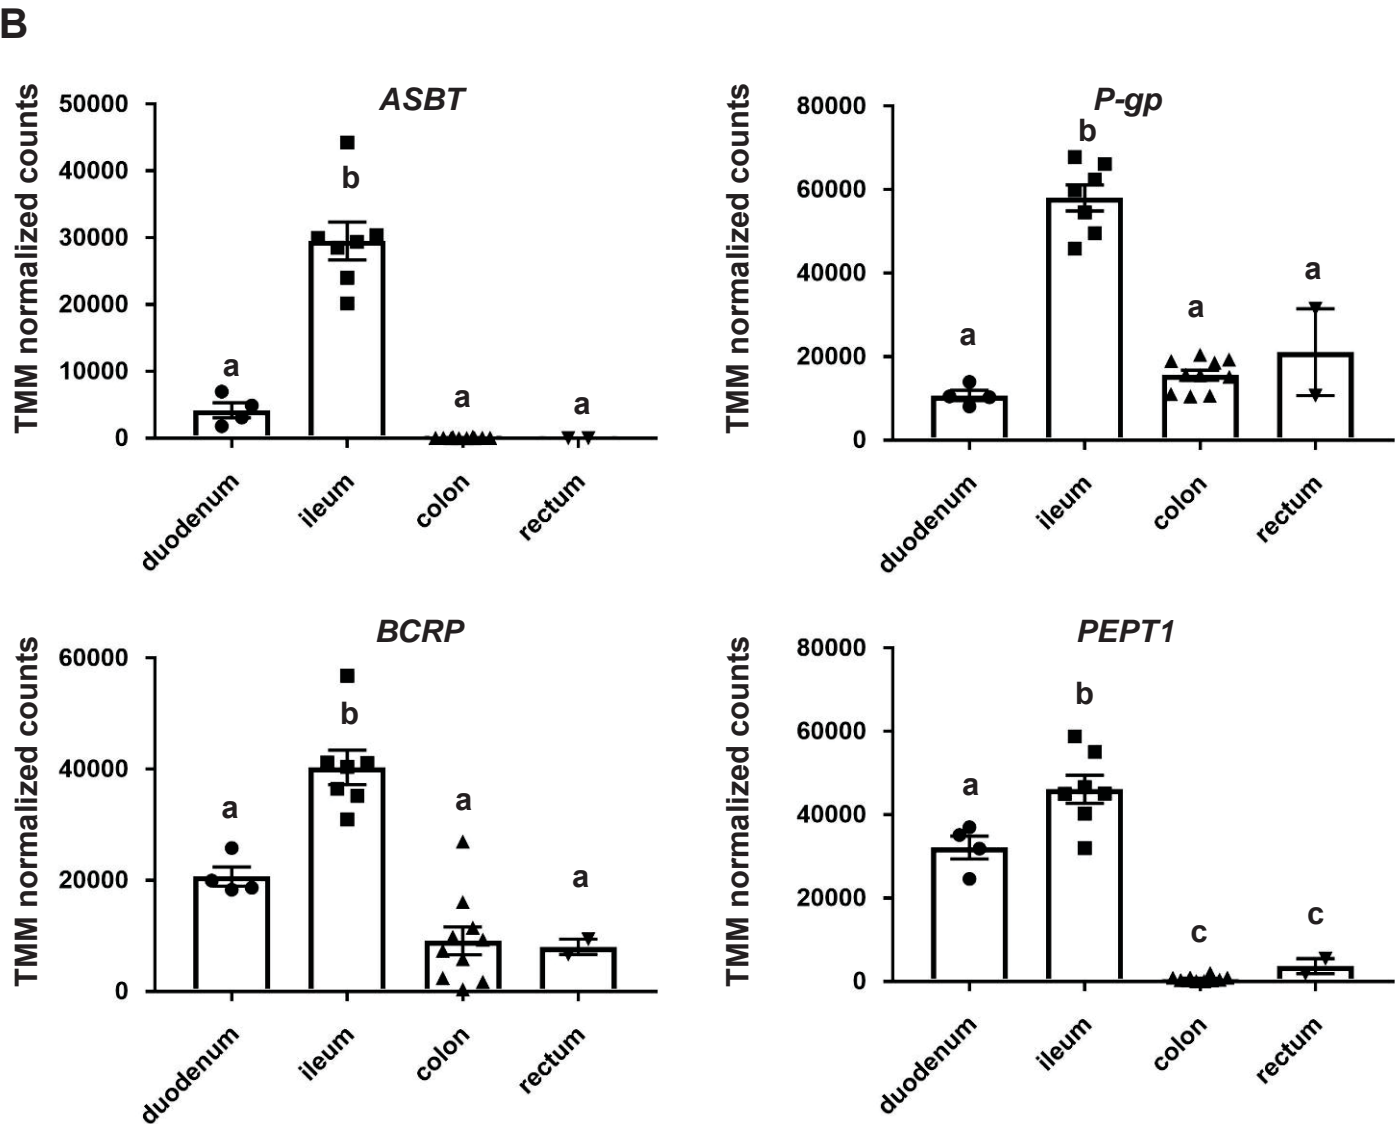 B
ASBT
TMM normalized counts
50000
40000
30000
20000
10000
0
a
b
a
a
duodenum
ileum
colon
rectum
P-gp
TMM normalized counts
80000
60000
40000
20000
0
a
b
a
a
duodenum
ileum
colon
rectum
BCRP
TMM normalized counts
60000
40000
20000
0
a
b
a
a
duodenum
ileum
colon
rectum
PEPT1
TMM normalized counts
80000
60000
40000
20000
0
a
b
c
c
duodenum
ileum
colon
rectum